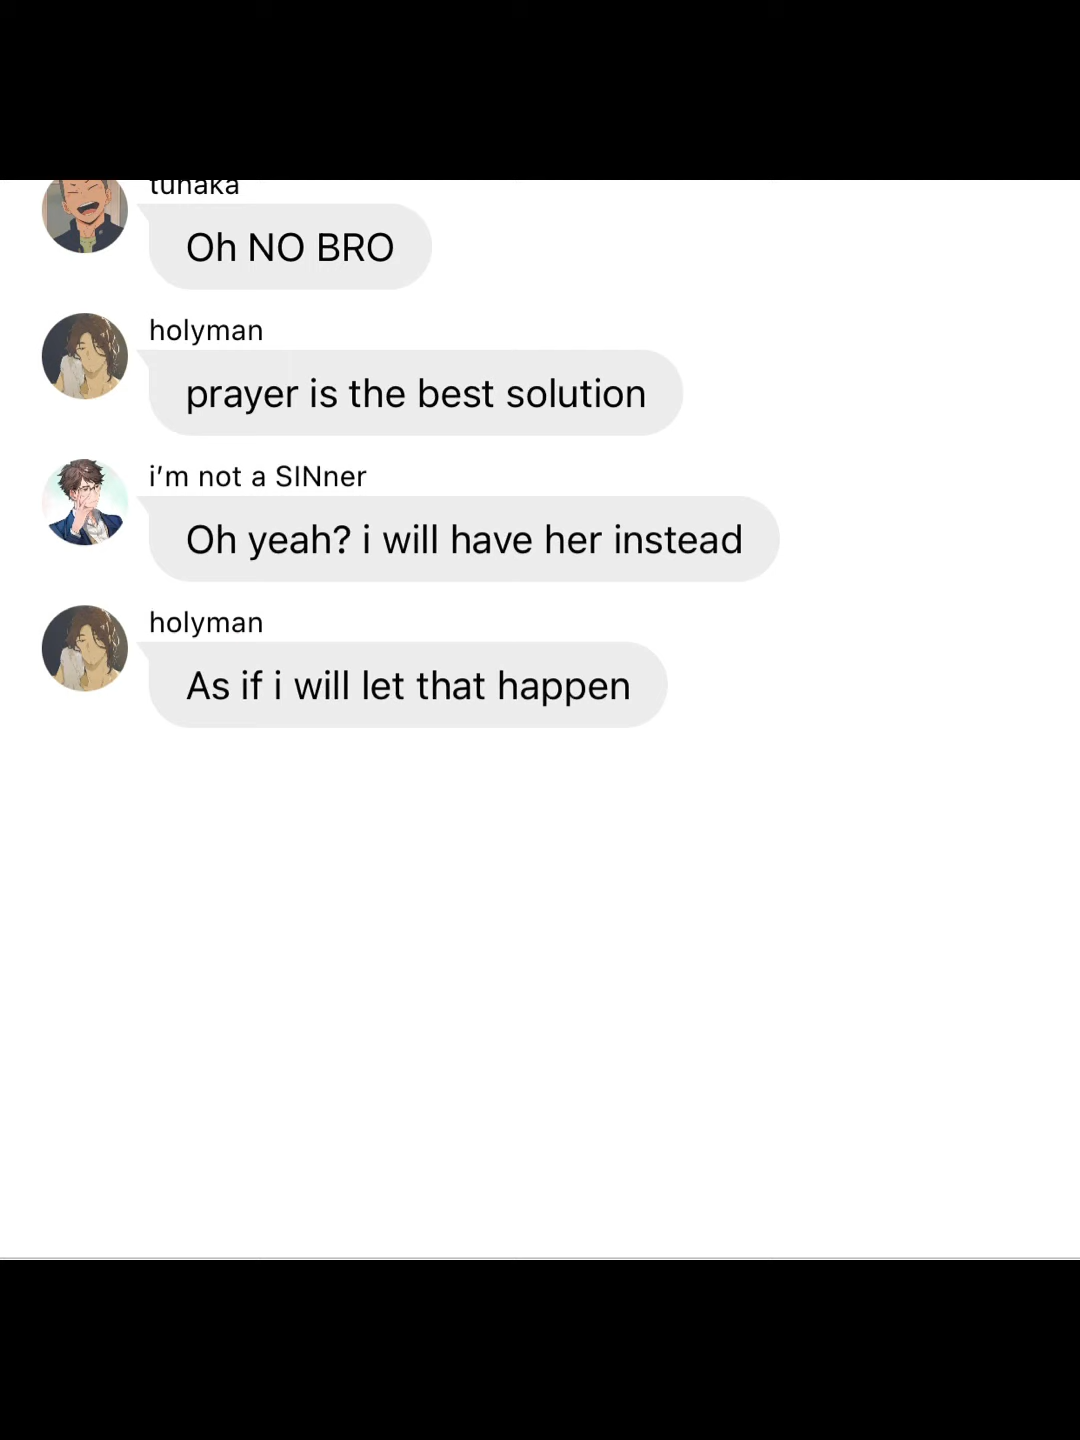 tunaka
Oh NO BRO
holyman
prayer is the best solution
i’m not a SINner
Oh yeah? i will have her instead
holyman
As if i will let that happen